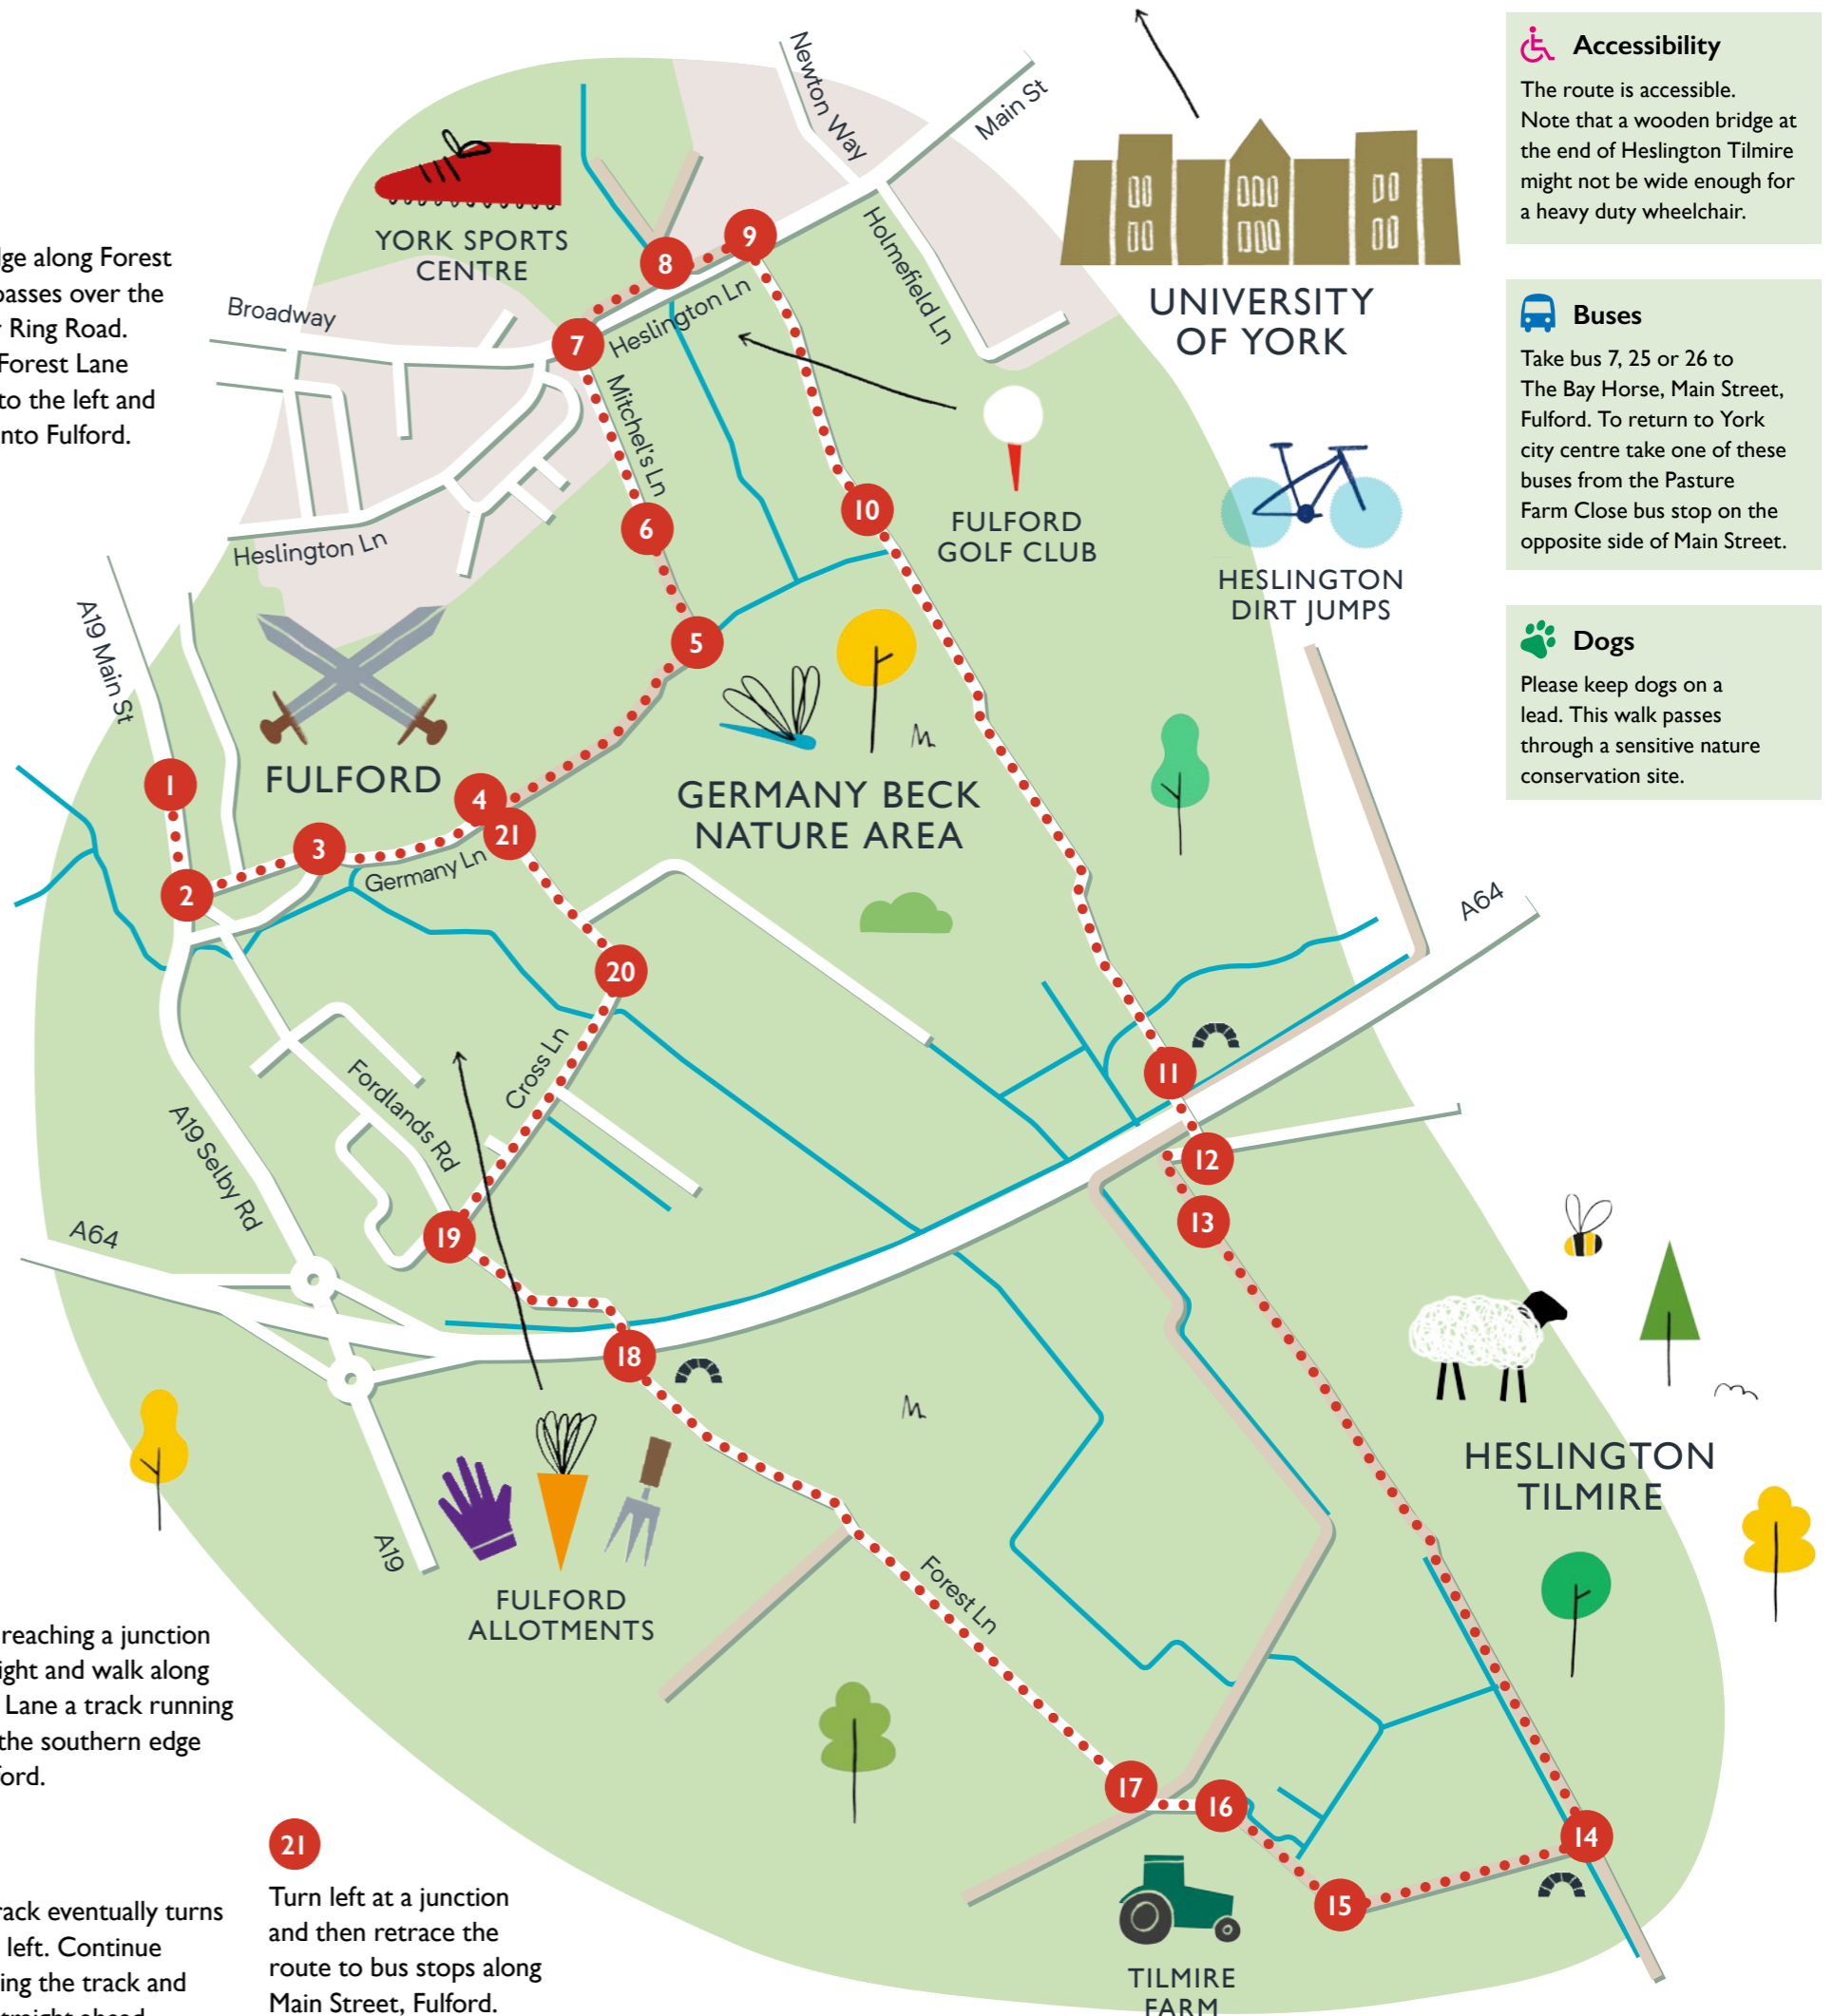 dge along Forest
passes over the
r Ring Road.
Forest Lane
to the left and
nto Fulford.
reaching a junction
ight and walk along
Lane a track running
the southern edge
ford.
rack eventually turns
left. Continue
ing the track and
traight ahead
21
Turn left at a junction
and then retrace the
route to bus stops along
Main Street, Fulford.
Newton Way
Main St
YORK SPORTS
CENTRE
Broadway
Heslington Ln
Holmefield Ln
UNIVERSITY
OF YORK
Mitchel's Ln
Heslington Ln
FULFORD
GOLF CLUB
HESLINGTON
DIRT JUMPS
A19 Main St
FULFORD
GERMANY BECK
NATURE AREA
Germany Ln
A64
Cross Ln
Fordlands Rd
A19 Selby Rd
A64
A19
FULFORD
ALLOTMENTS
Forest Ln
HESLINGTON
TILMIRE
TILMIRE
FARM
1
2
3
4
5
6
7
8
9
10
11
12
13
14
15
16
17
18
19
20
21
Accessibility
The route is accessible.
Note that a wooden bridge at
the end of Heslington Tilmire
might not be wide enough for
a heavy duty wheelchair.
Buses
Take bus 7, 25 or 26 to
The Bay Horse, Main Street,
Fulford. To return to York
city centre take one of these
buses from the Pasture
Farm Close bus stop on the
opposite side of Main Street.
Dogs
Please keep dogs on a
lead. This walk passes
through a sensitive nature
conservation site.